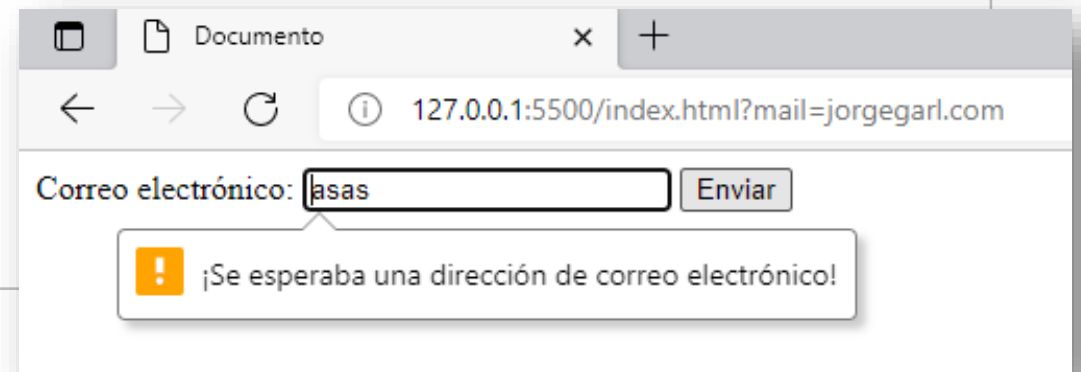 Documento
127.0.0.1:5500/index.html?mail=jorgegarl.com
Correo electrónico: asas Enviar
¡Se esperaba una dirección de correo electrónico!